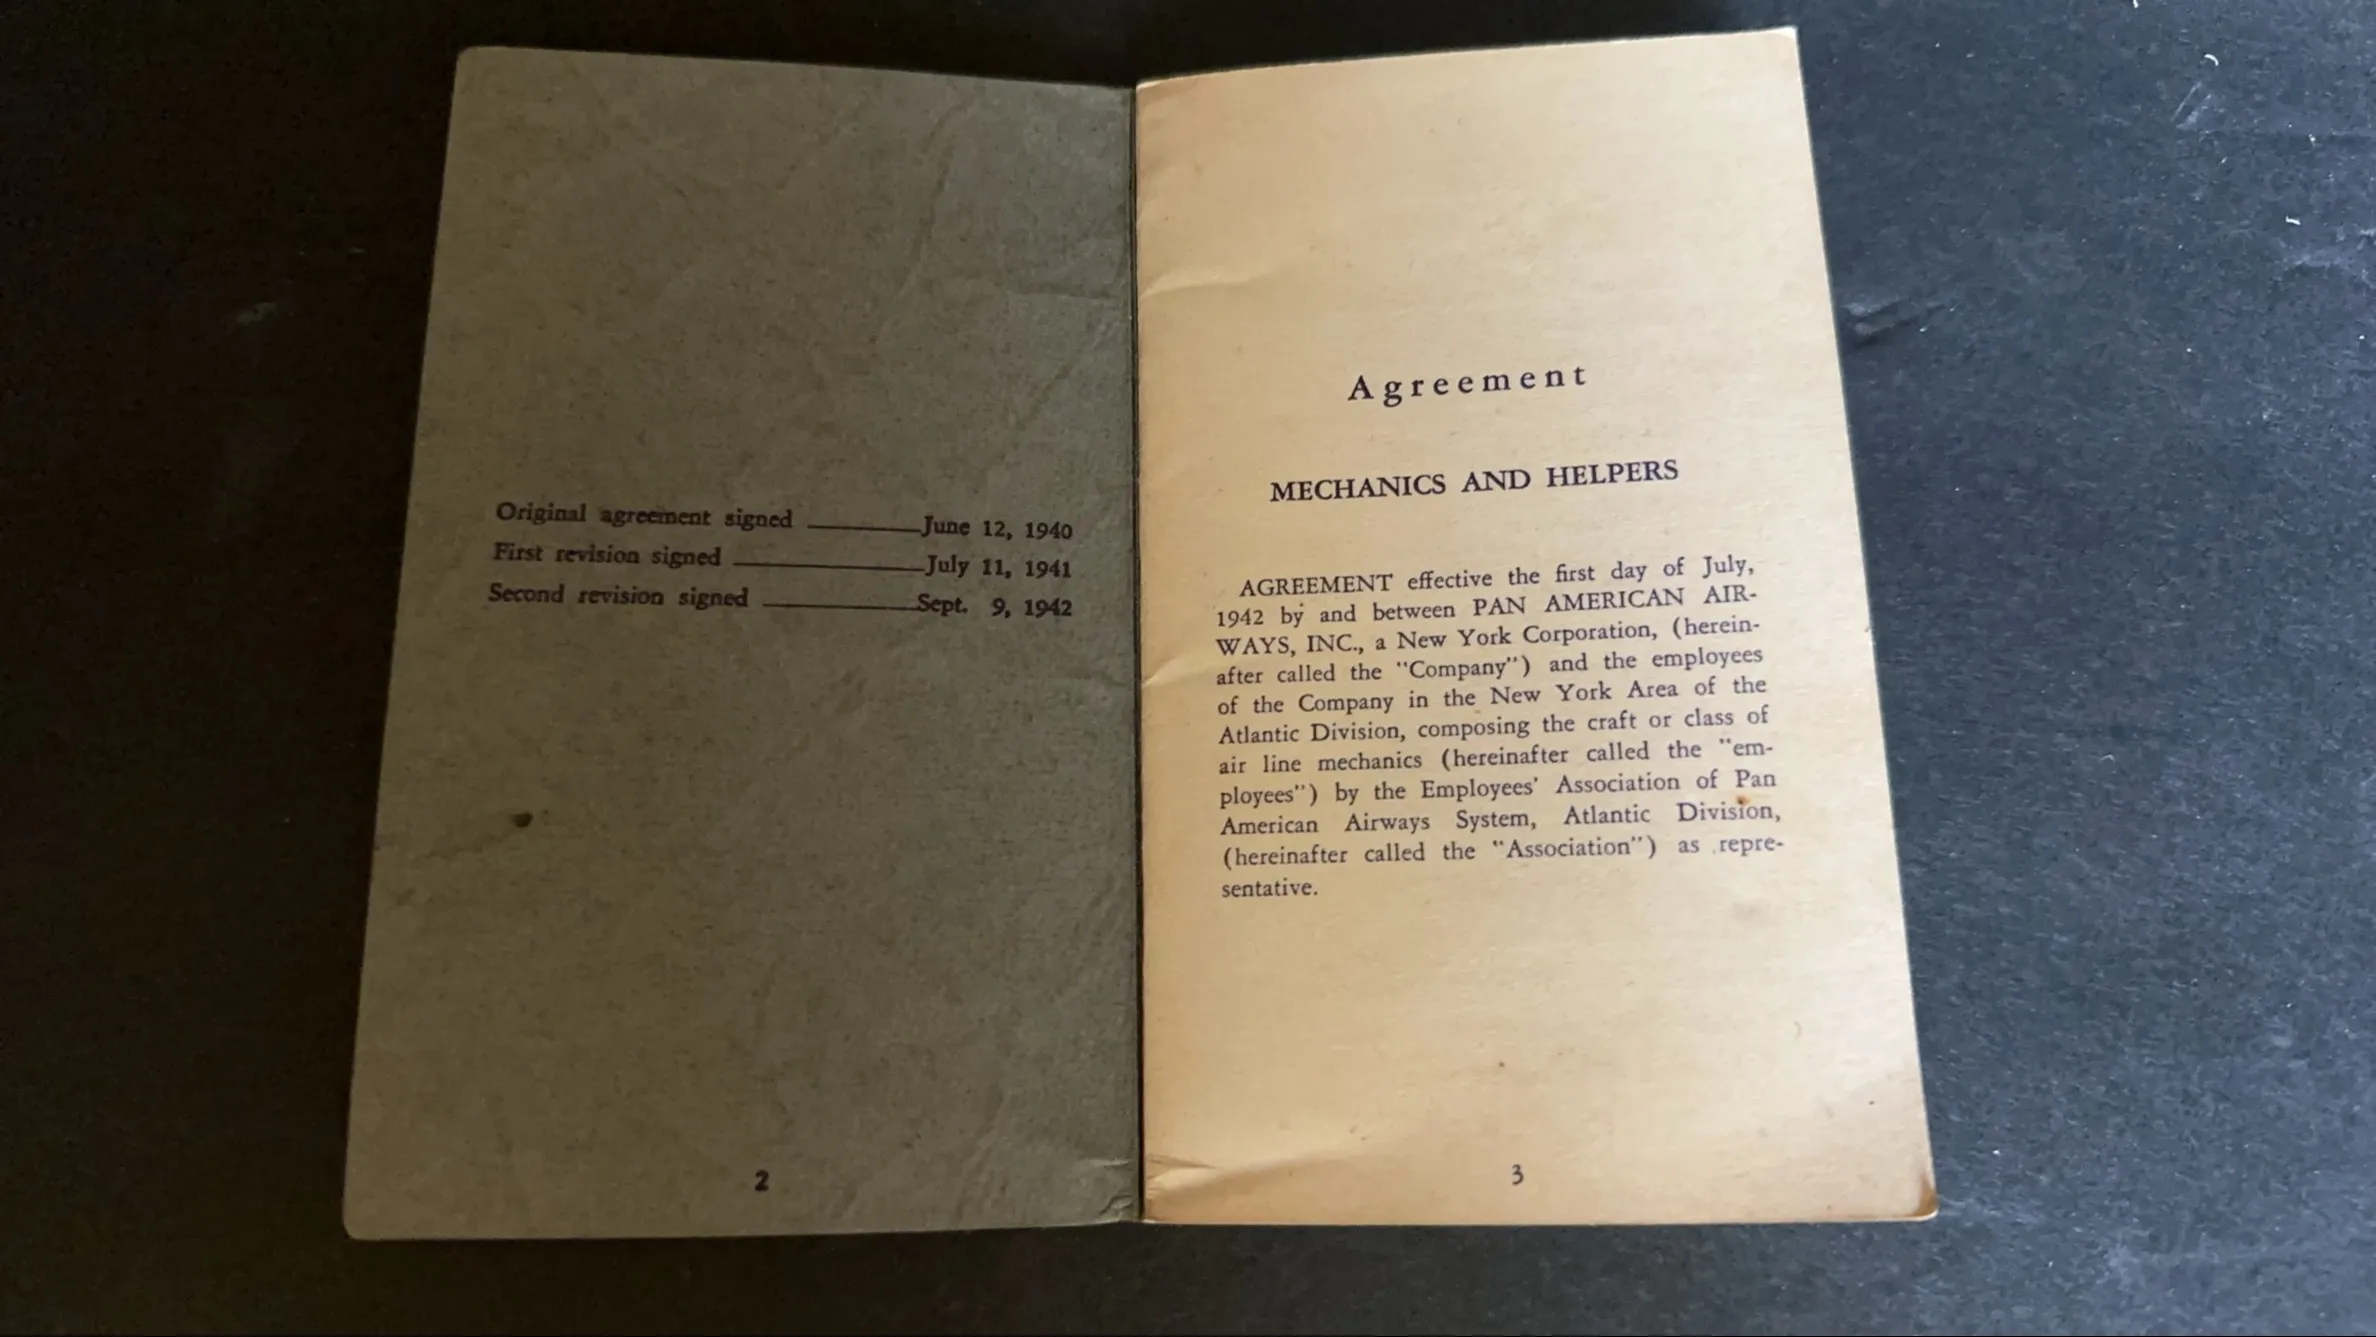 Original agreement signed ________June 12, 1940
First revision signed ____________July 11, 1941
Second revision signed __________Sept. 9, 1942
2
Agreement
MECHANICS AND HELPERS
AGREEMENT effective the first day of July,
1942 by and between PAN AMERICAN AIR-
WAYS, INC., a New York Corporation, (herein-
after called the "Company") and the employees
of the Company in the New York Area of the
Atlantic Division, composing the craft or class of
air line mechanics (hereinafter called the "em-
ployees") by the Employees' Association of Pan
American Airways System, Atlantic Division,
(hereinafter called the "Association") as repre-
sentative.
3